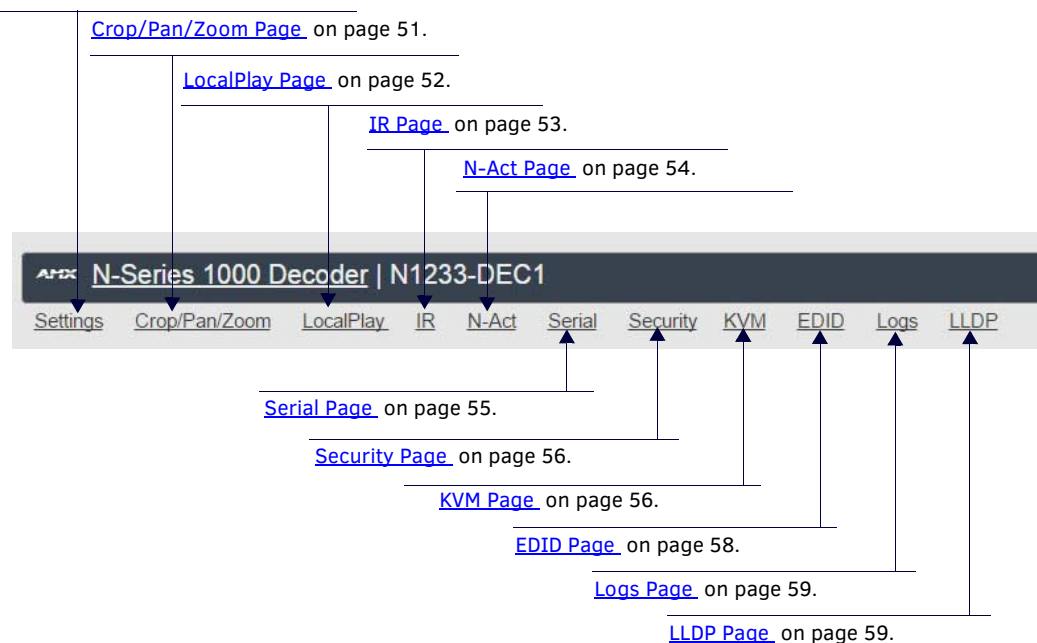 Crop/Pan/Zoom Page on page 51.
LocalPlay Page on page 52.
IR Page on page 53.
N-Act Page on page 54.
AMX N-Series 1000 Decoder | N1233-DEC1
Settings Crop/Pan/Zoom LocalPlay IR N-Act Serial Security KVM EDID Logs LLDP
Serial Page on page 55.
Security Page on page 56.
KVM Page on page 56.
EDID Page on page 58.
Logs Page on page 59.
LLDP Page on page 59.